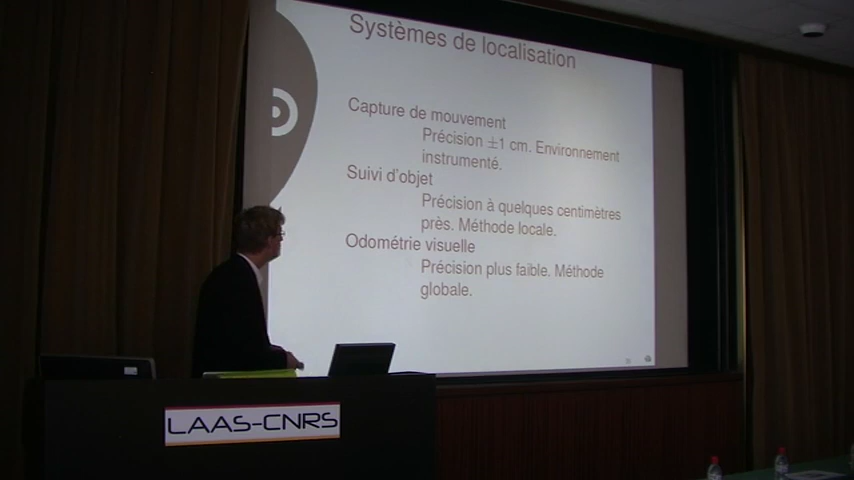 Systèmes de localisation
Capture de mouvement
Précision ±1 cm. Environnement
instrumenté.
Suivi d'objet
Précision à quelques centimètres
près. Méthode locale.
Odométrie visuelle
Précision plus faible. Méthode
globale.
LAAS-CNRS